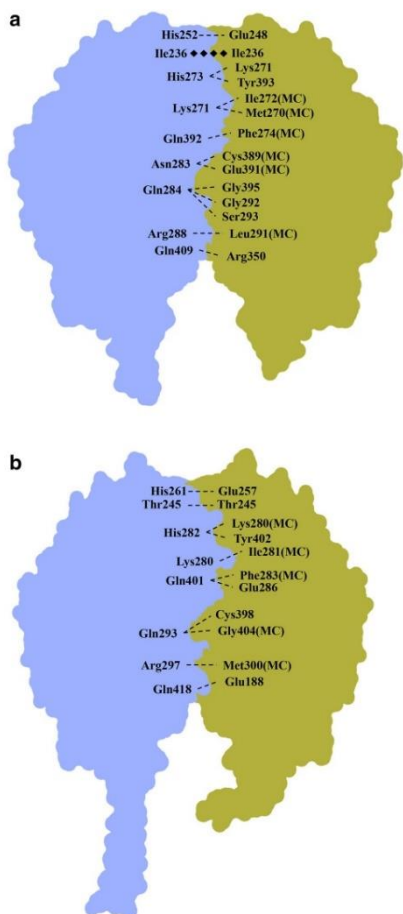 a
His252 Glu248
Ile236 Ile236
His273 Lys271
Tyr393
Lys271 Ile272(MC)
Met270(MC)
Gln392 Phe274(MC)
Asn283 Cys389(MC)
Glu391(MC)
Gln284 Gly395
Gly292
Ser293
Arg288 Leu291(MC)
Gln409 Arg350
b
His261 Glu257
Thr245 Thr245
His282 Lys280(MC)
Tyr402
Lys280 Ile281(MC)
Gln401 Phe283(MC)
Glu286
Cys398
Gln293 Gly404(MC)
Arg297 Met300(MC)
Gln418 Glu188